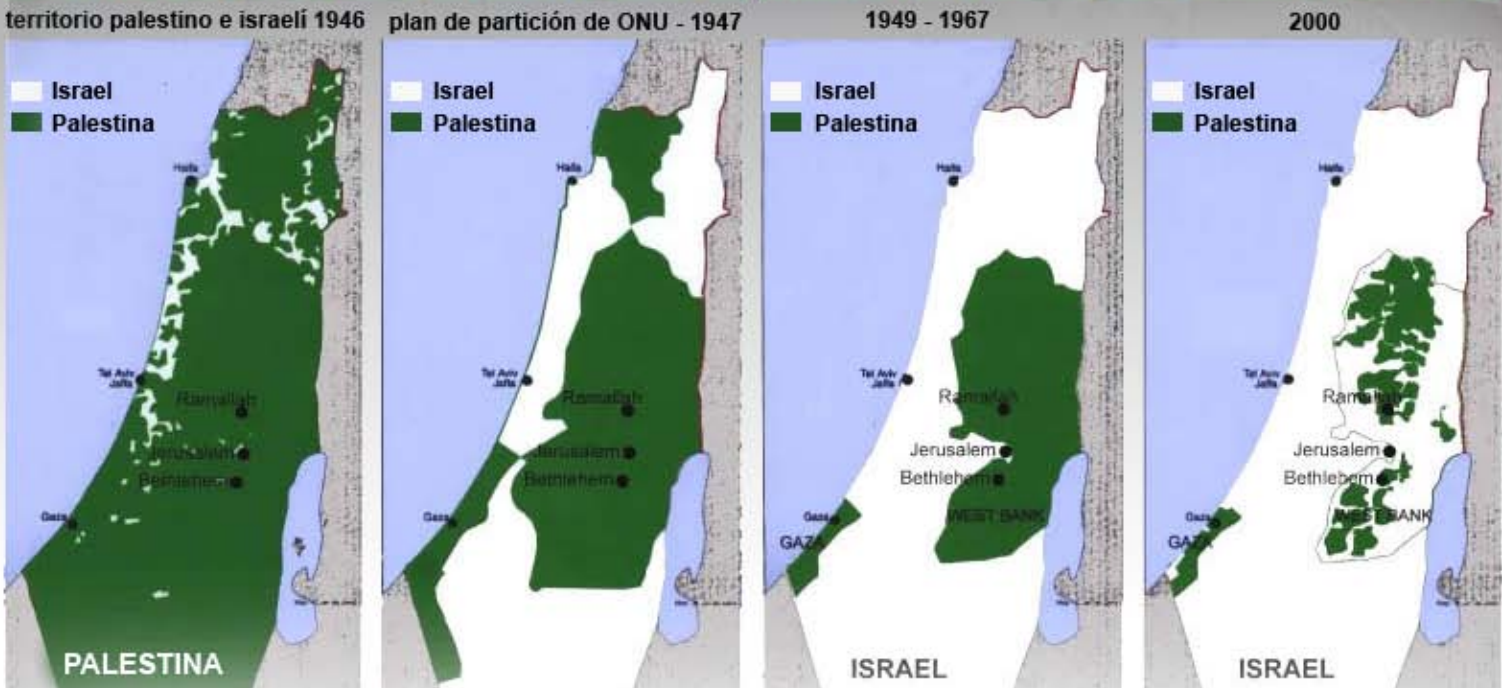 territorio palestino e israelí 1946
Israel
Palestina
Haifa
Tel Aviv
Jaffa
Ramallah
Jerusalem
Bethlehem
Gaza
PALESTINA
plan de partición de ONU - 1947
Israel
Palestina
Haifa
Tel Aviv
Jaffa
Ramallah
Jerusalem
Bethlehem
Gaza
1949 - 1967
Israel
Palestina
Haifa
Tel Aviv
Jaffa
Ramallah
Jerusalem
Bethlehem
WEST BANK
Gaza
GAZA
ISRAEL
2000
Israel
Palestina
Haifa
Tel Aviv
Jaffa
Ramallah
Jerusalem
Bethlehem
WEST BANK
Gaza
GAZA
ISRAEL